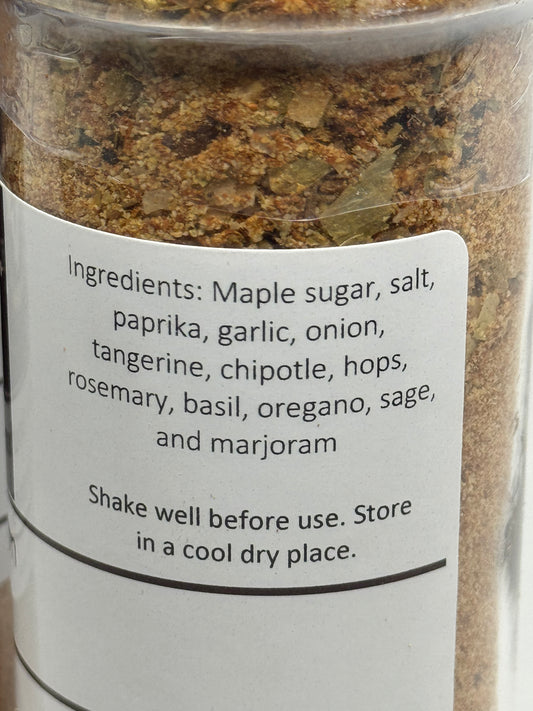 Ingredients: Maple sugar, salt,
paprika, garlic, onion,
tangerine, chipotle, hops,
rosemary, basil, oregano, sage,
and marjoram
Shake well before use. Store
in a cool dry place.